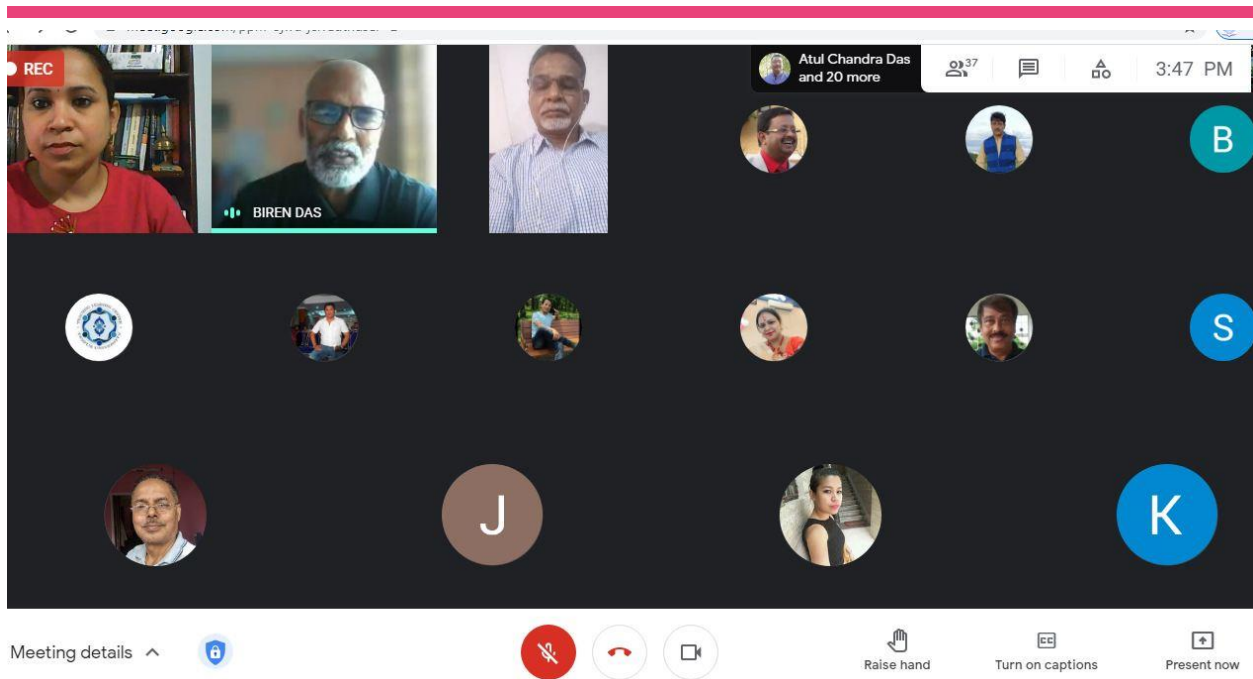 REC
Atul Chandra Das
and 20 more
37
3:47 PM
BIREN DAS
B
S
J
K
Meeting details
CC
Raise hand
Turn on captions
Present now